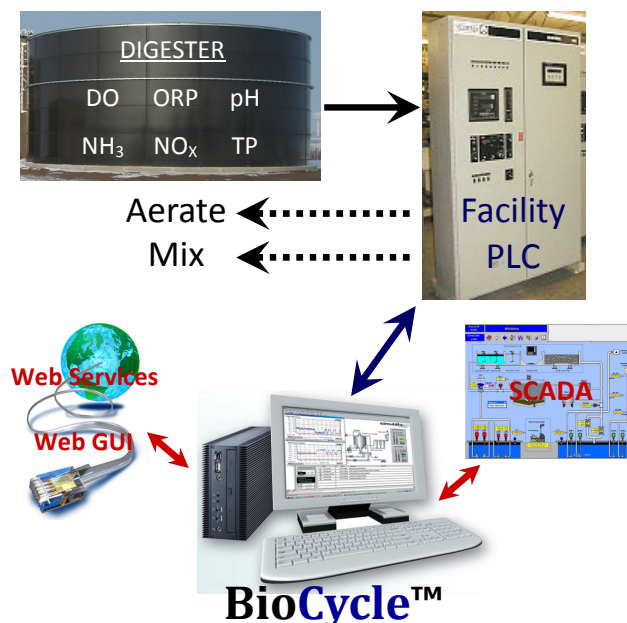 DIGESTER
DO ORP pH
NH₃ NOₓ TP
Aerate
Mix
Facility
PLC
Web Services
Web GUI
SCADA
BioCycle™